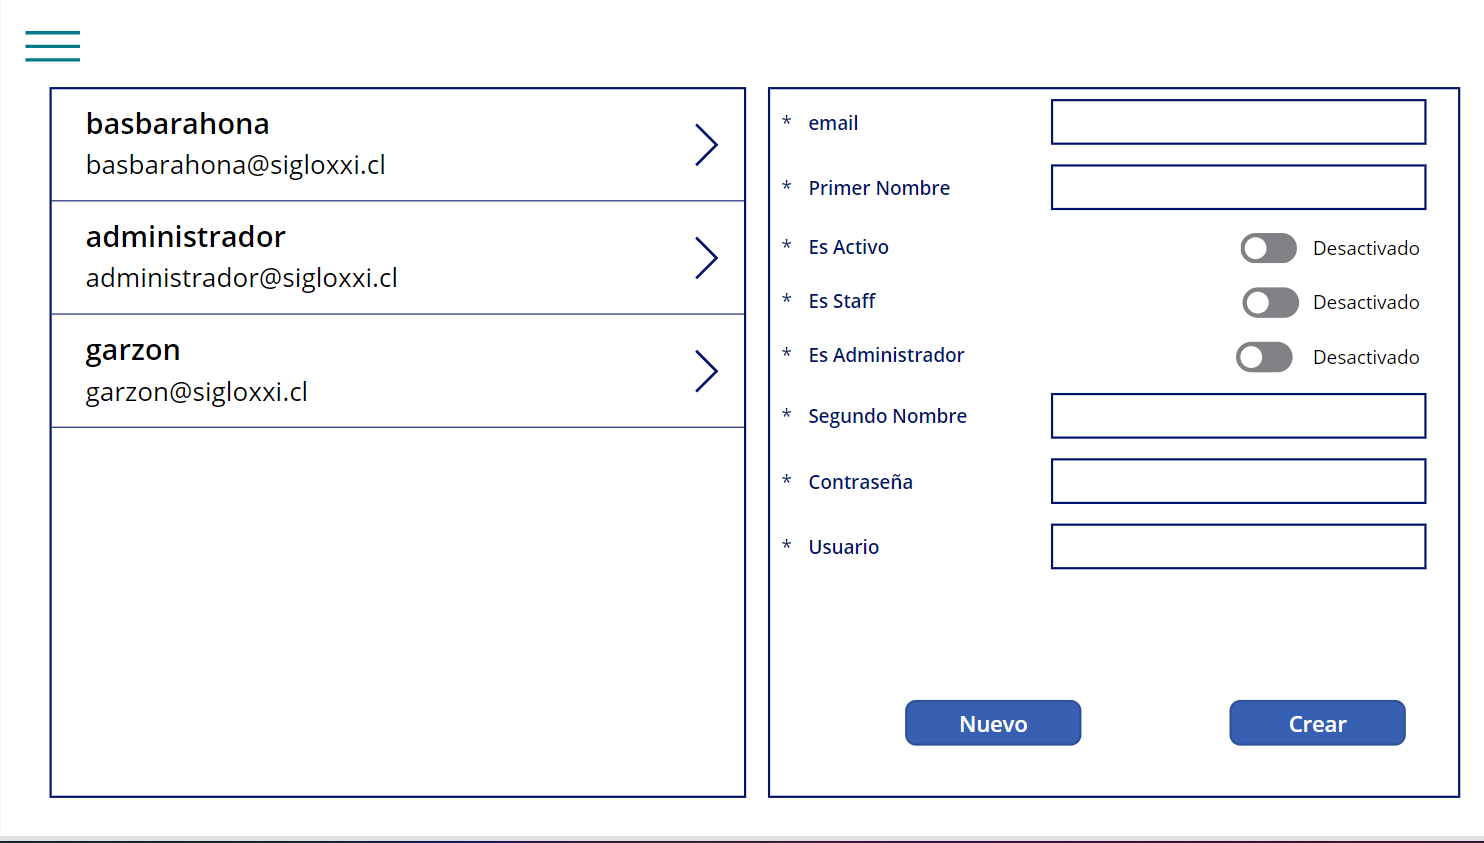 basbarahona
basbarahona@sigloxxi.cl
administrador
administrador@sigloxxi.cl
garzon
garzon@sigloxxi.cl
* email
* Primer Nombre
* Es Activo Desactivado
* Es Staff Desactivado
* Es Administrador Desactivado
* Segundo Nombre
* Contraseña
* Usuario
Nuevo Crear